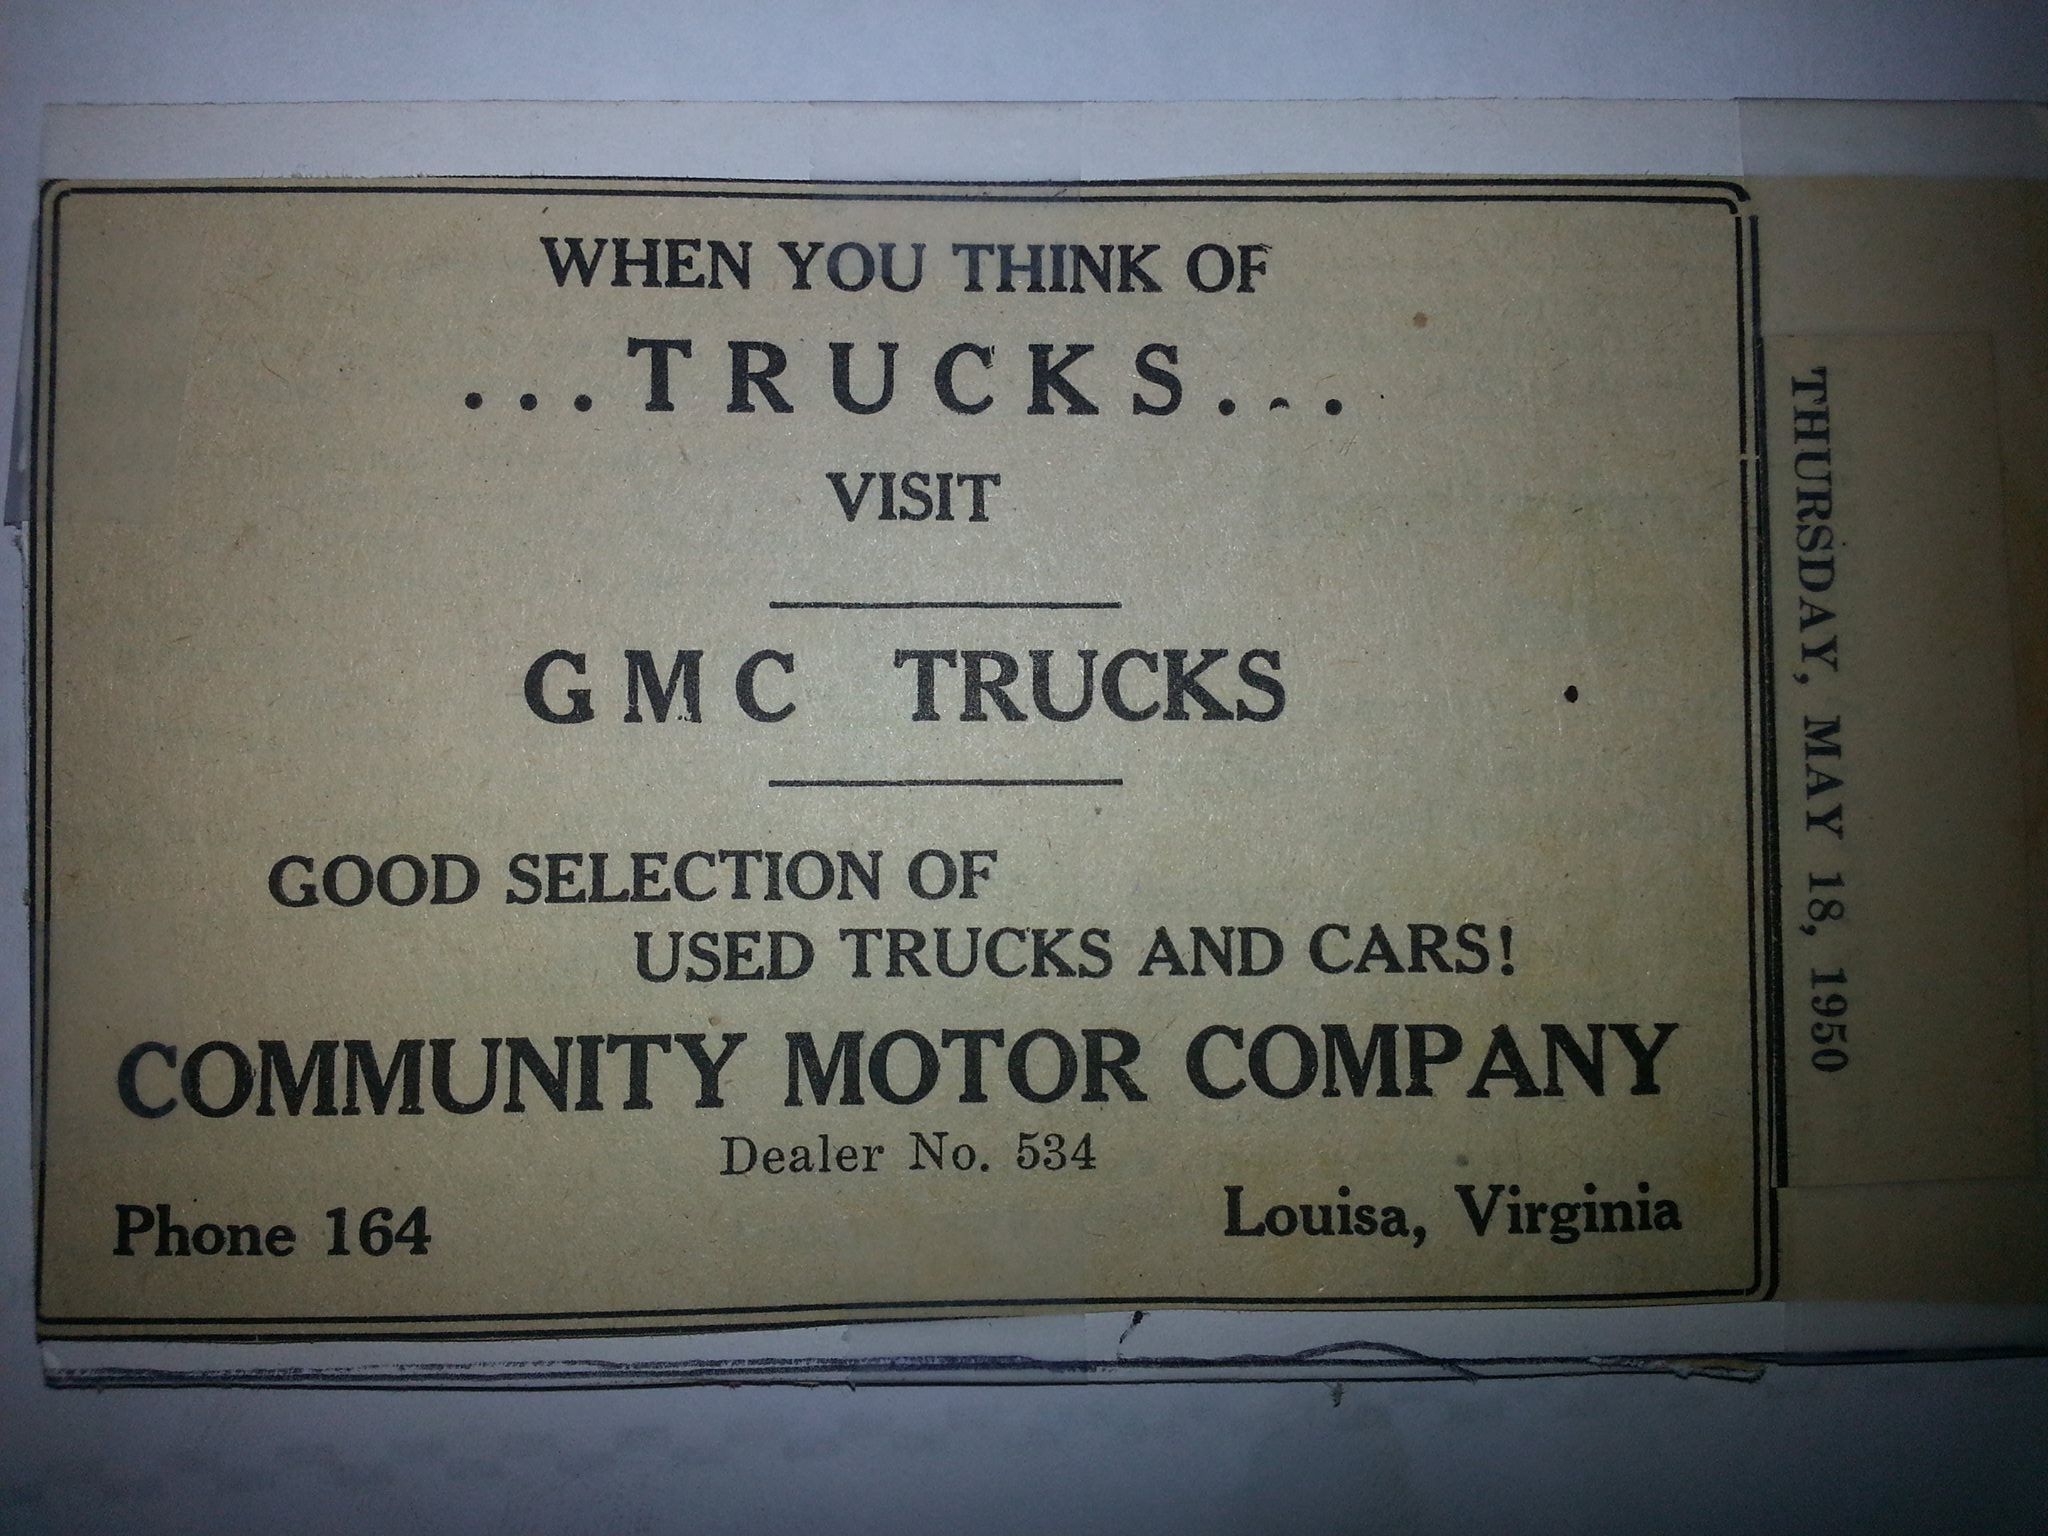 WHEN YOU THINK OF
...TRUCKS...
VISIT
GMC TRUCKS
GOOD SELECTION OF
USED TRUCKS AND CARS!
COMMUNITY MOTOR COMPANY
Dealer No. 534
Phone 164 Louisa, Virginia
THURSDAY, MAY 18, 1950